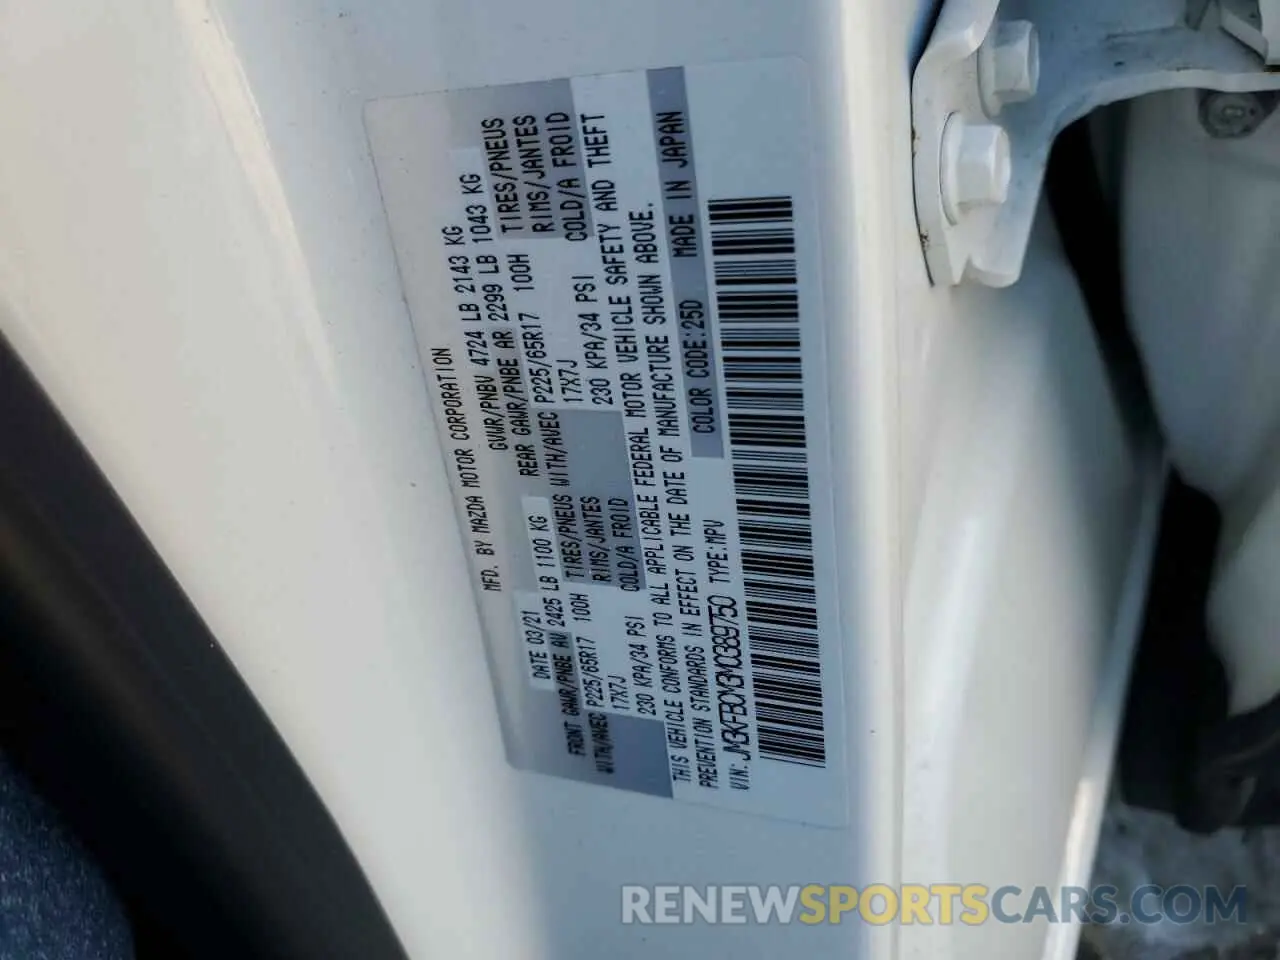 MFD. BY MAZDA MOTOR CORPORATION
DATE 03/21 GVWR/PNBV 4724 LB 2143 KG
FRONT GAWR/PNBE AV 2425 LB 1100 KG REAR GAWR/PNBE AR 2299 LB 1043 KG
WITH/AVEC P225/65R17 100H TIRES/PNEUS WITH/AVEC P225/65R17 100H TIRES/PNEUS
17X7J RIMS/JANTES 17X7J RIMS/JANTES
230 KPA/34 PSI COLD/A FROID 230 KPA/34 PSI COLD/A FROID
THIS VEHICLE CONFORMS TO ALL APPLICABLE FEDERAL MOTOR VEHICLE SAFETY AND THEFT
PREVENTION STANDARDS IN EFFECT ON THE DATE OF MANUFACTURE SHOWN ABOVE.
VIN: JM3KFBCM3M0389750 TYPE:MPV COLOR CODE:25D MADE IN JAPAN
RENEWSPORTSCARS.COM